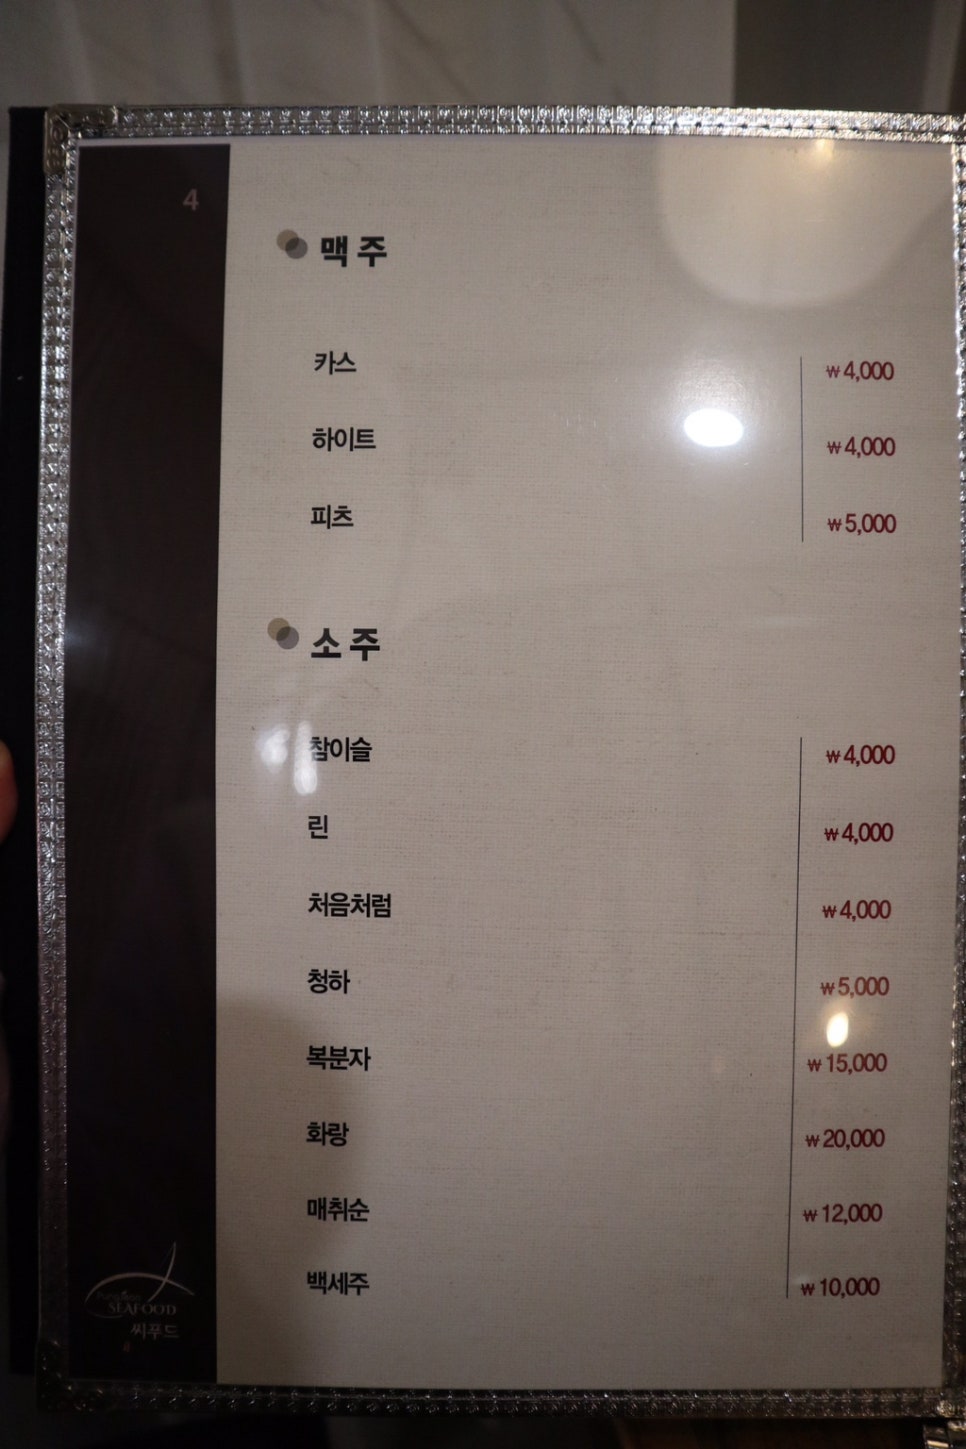 4
맥주
카스 ₩4,000
하이트 ₩4,000
피츠 ₩5,000
소주
참이슬 ₩4,000
린 ₩4,000
처음처럼 ₩4,000
청하 ₩5,000
복분자 ₩15,000
화랑 ₩20,000
매취순 ₩12,000
백세주 ₩10,000
SEAFOOD
씨푸드